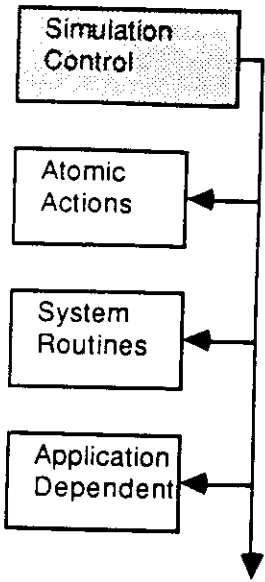 Simulation
Control
Atomic
Actions
System
Routines
Application
Dependent